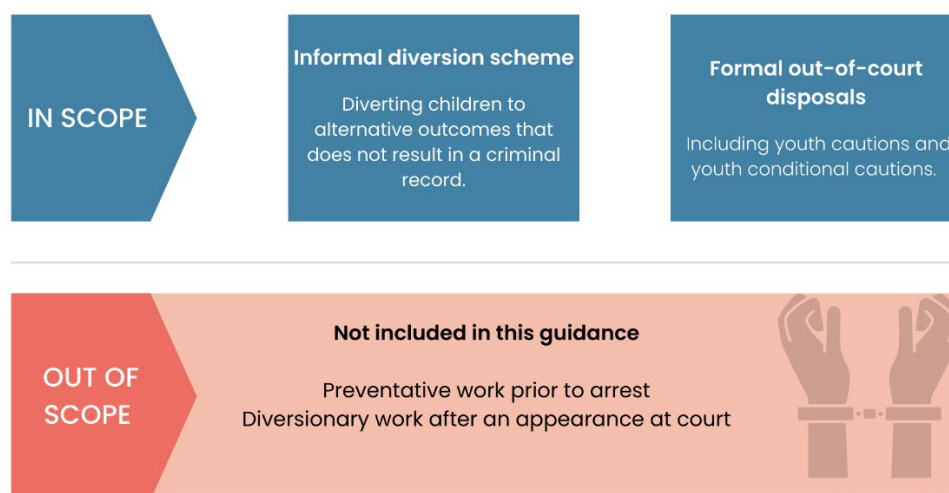 IN SCOPE
Informal diversion scheme
Diverting children to
alternative outcomes that
does not result in a criminal
record.
Formal out-of-court
disposals
Including youth cautions and
youth conditional cautions.
OUT OF
SCOPE
Not included in this guidance
Preventative work prior to arrest
Diversionary work after an appearance at court